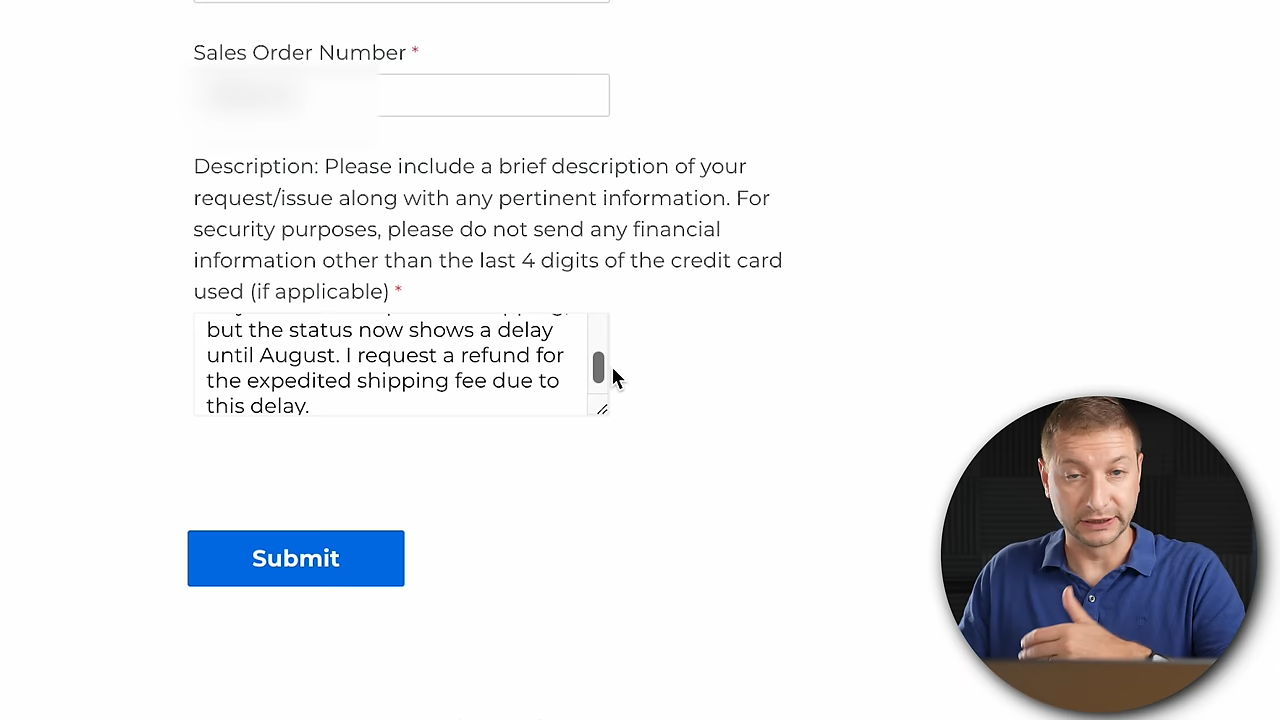 Sales Order Number *
Description: Please include a brief description of your
request/issue along with any pertinent information. For
security purposes, please do not send any financial
information other than the last 4 digits of the credit card
used (if applicable) *
but the status now shows a delay
until August. I request a refund for
the expedited shipping fee due to
this delay.
Submit